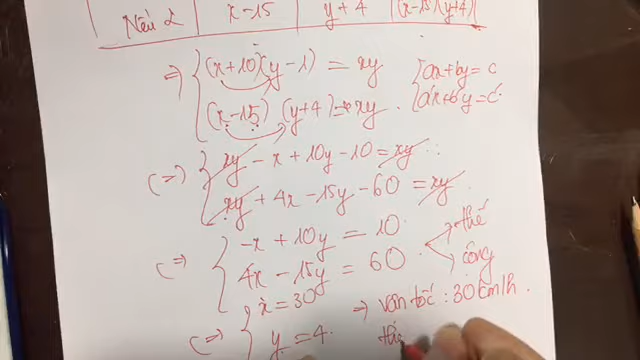 Nếu 2 | x-15 | y+4 | (x-15)(y+4)
=> { (x+10)(y-1) = xy
(x-15) (y+4) = xy .
{ ax+by = c
a'x+b'y = c'
(=> { xy - x + 10y - 10 = xy
xy + 4x - 15y - 60 = xy
(=> { -x + 10y = 10
4x - 15y = 60
thế
cộng
(=> { x = 30
y = 4 .
=> vận tốc : 30 km/h .